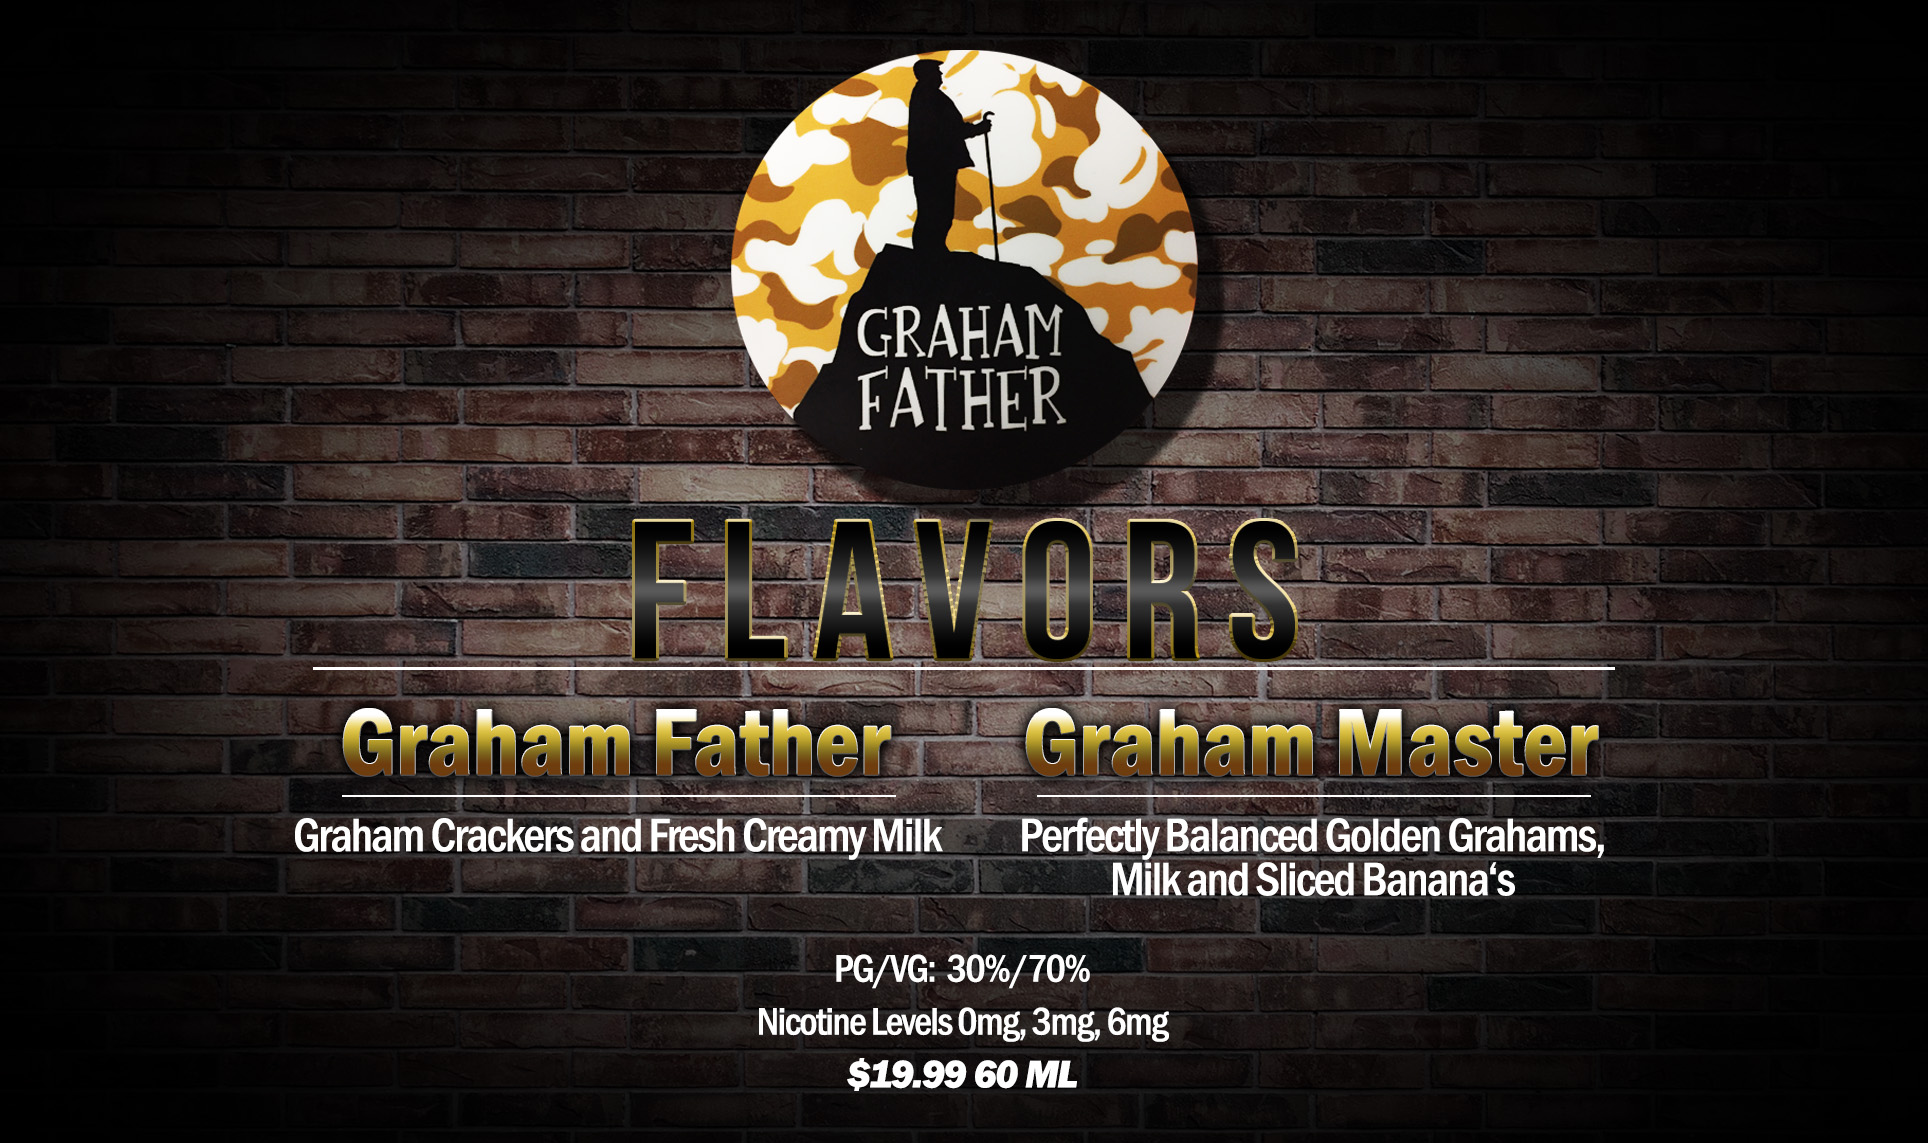 GRAHAM
FATHER
FLAVORS
Graham Father
Graham Crackers and Fresh Creamy Milk
Graham Master
Perfectly Balanced Golden Grahams,
Milk and Sliced Banana‘s
PG/VG: 30%/70%
Nicotine Levels 0mg, 3mg, 6mg
$19.99 60 ML